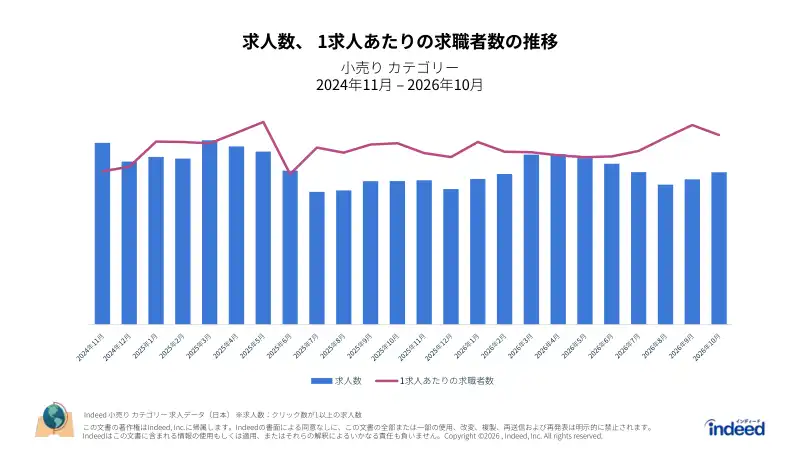 求人数、 1求人あたりの求職者数の推移
小売り カテゴリー
2024年11月 – 2026年10月
2024年11月
2024年12月
2025年1月
2025年2月
2025年3月
2025年4月
2025年5月
2025年6月
2025年7月
2025年8月
2025年9月
2025年10月
2025年11月
2025年12月
2026年1月
2026年2月
2026年3月
2026年4月
2026年5月
2026年6月
2026年7月
2026年8月
2026年9月
2026年10月
求人数 1求人あたりの求職者数
Indeed 小売り カテゴリー 求人データ（日本） ※求人数：クリック数が1以上の求人数
この文書の著作権はIndeed, Inc.に帰属します。Indeedの書面による同意なしに、この文書の全部または一部の使用、改変、複製、再送信および再発表は明示的に禁止されます。
Indeedはこの文書に含まれる情報の使用もしくは適用、またはそれらの解釈によるいかなる責任も負いません。Copyright ©2026 , Indeed, Inc. All rights reserved.
インディード
indeed